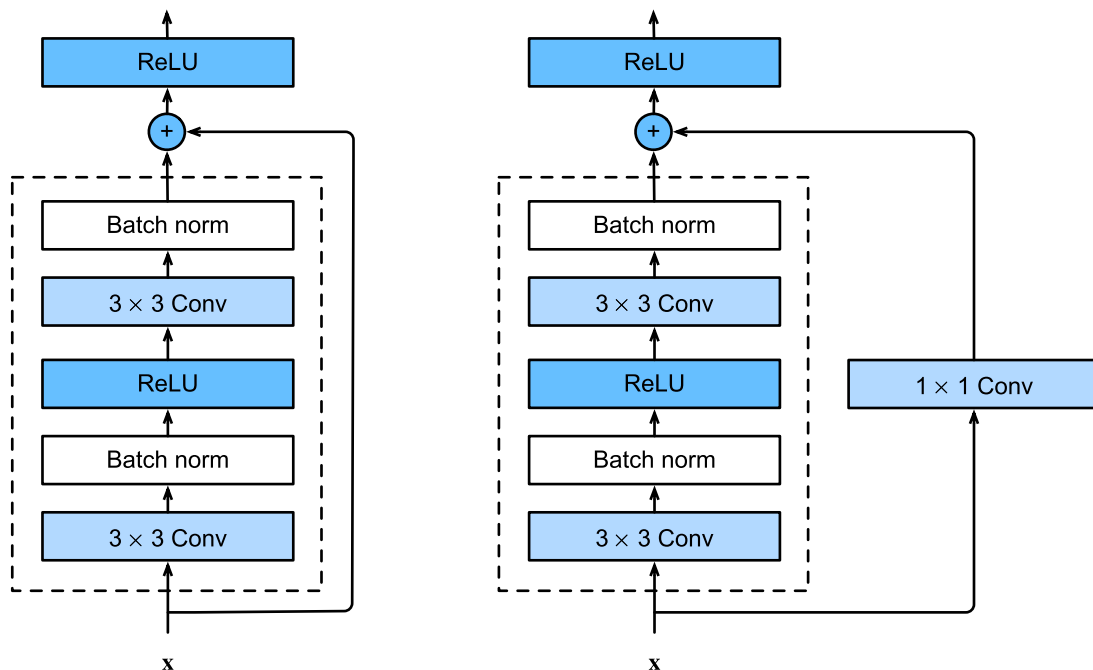 ReLU
+
Batch norm
3 × 3 Conv
ReLU
Batch norm
3 × 3 Conv
x
ReLU
+
Batch norm
3 × 3 Conv
ReLU
1 × 1 Conv
Batch norm
3 × 3 Conv
x